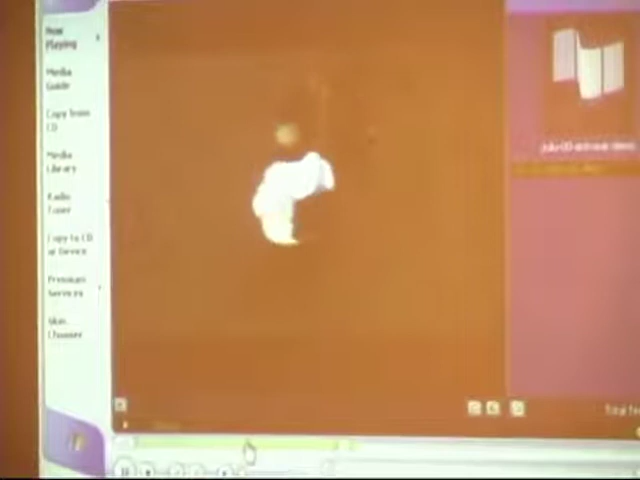 Now
Playing
Media
Guide
Copy from
CD
Media
Library
Radio
Tuner
Copy to CD
or Device
Premium
Services
Skin
Chooser